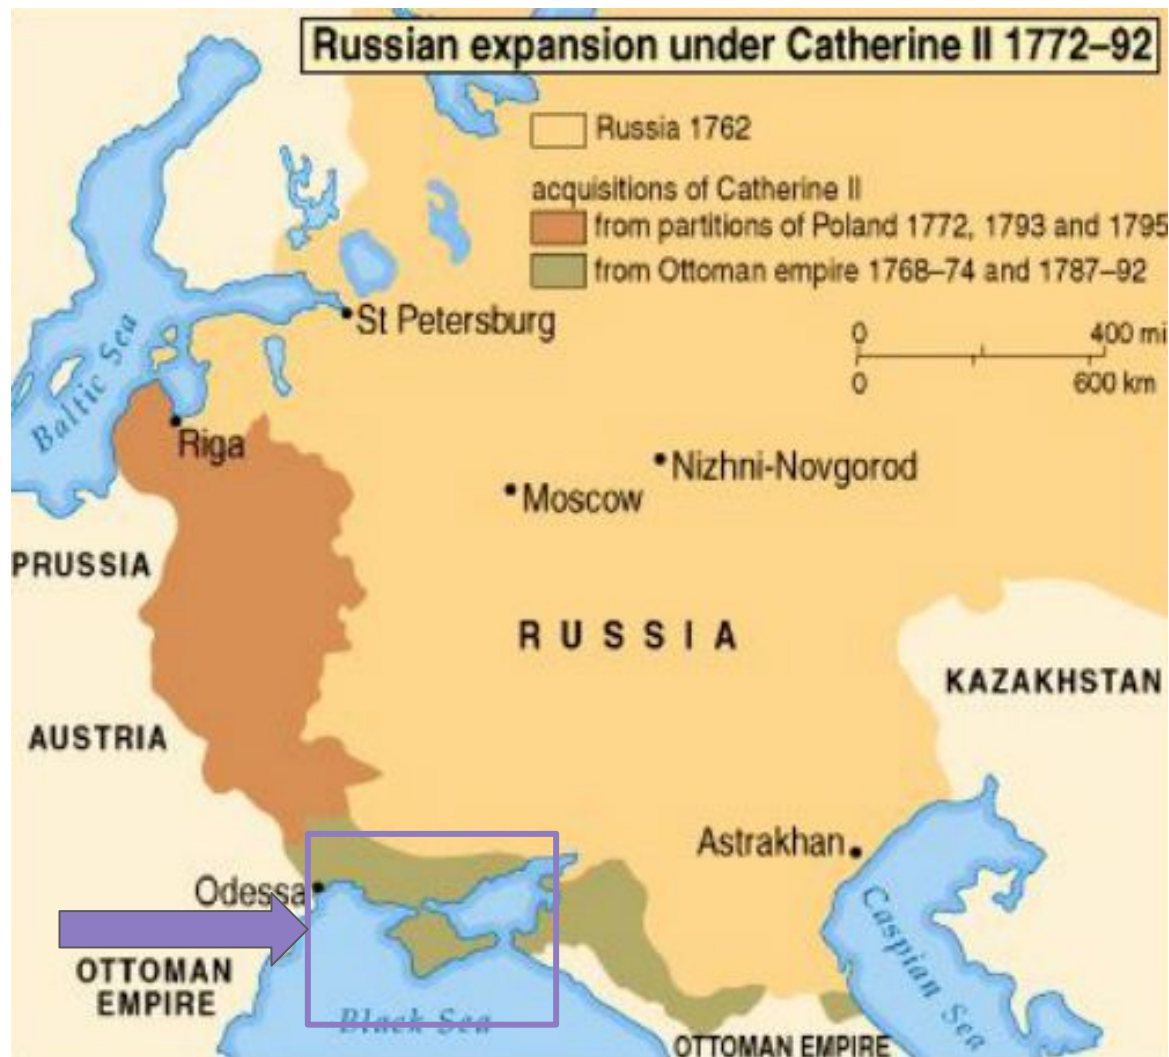 Russian expansion under Catherine II 1772–92
Russia 1762
acquisitions of Catherine II
from partitions of Poland 1772, 1793 and 1795
from Ottoman empire 1768–74 and 1787–92
0 400 mi
0 600 km
St Petersburg
Baltic Sea
Riga
Nizhni-Novgorod
Moscow
PRUSSIA
RUSSIA
KAZAKHSTAN
AUSTRIA
Astrakhan
Odessa
Caspian Sea
OTTOMAN
EMPIRE
Black Sea
OTTOMAN EMPIRE